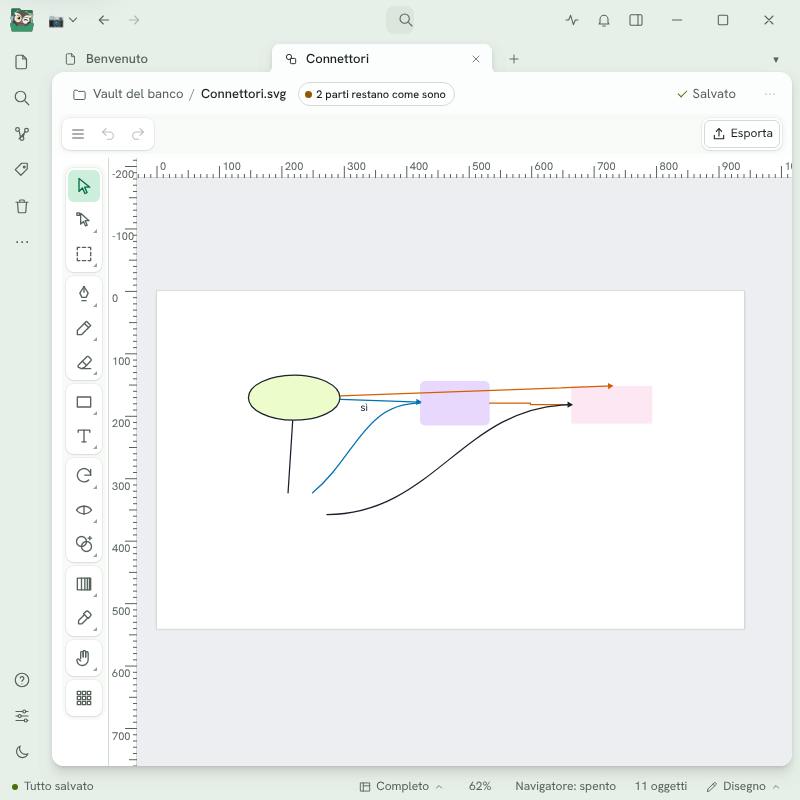 Benvenuto
Connettori
Vault del banco / Connettori.svg
2 parti restano come sono
Salvato
Esporta
0 100 200 300 400 500 600 700 800 900 10
-200
-100
0
100
200
300
400
500
600
700
sì
Tutto salvato
Completo
62%
Navigatore: spento
11 oggetti
Disegno